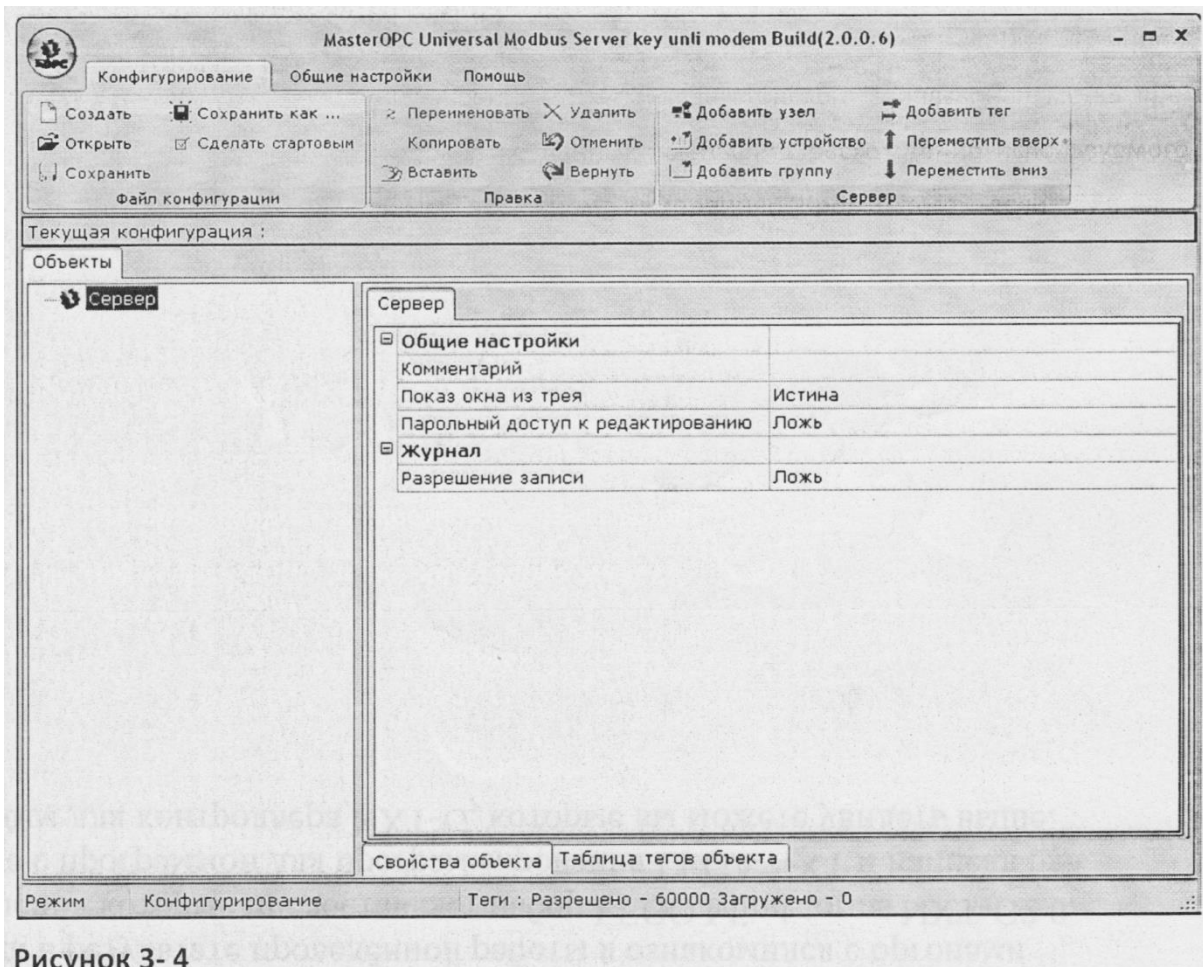 MasterOPC Universal Modbus Server key unli modem Build(2.0.0.6)
Конфигурирование Общие настройки Помощь
Создать Сохранить как ... Переименовать Удалить Добавить узел Добавить тег
Открыть Сделать стартовым Копировать Отменить Добавить устройство Переместить вверх
Сохранить Вставить Вернуть Добавить группу Переместить вниз
Файл конфигурации Правка Сервер
Текущая конфигурация :
Объекты
Сервер
Сервер
Общие настройки
Комментарий
Показ окна из трея Истина
Парольный доступ к редактированию Ложь
Журнал
Разрешение записи Ложь
Свойства объекта Таблица тегов объекта
Режим Конфигурирование Теги : Разрешено - 60000 Загружено - 0
Рисунок 3- 4